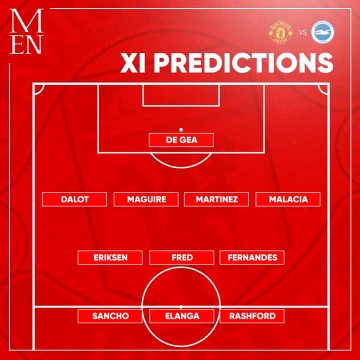 M
EN
VS
XI PREDICTIONS
DE GEA
DALOT MAGUIRE MARTINEZ MALACIA
ERIKSEN FRED FERNANDES
SANCHO ELANGA RASHFORD